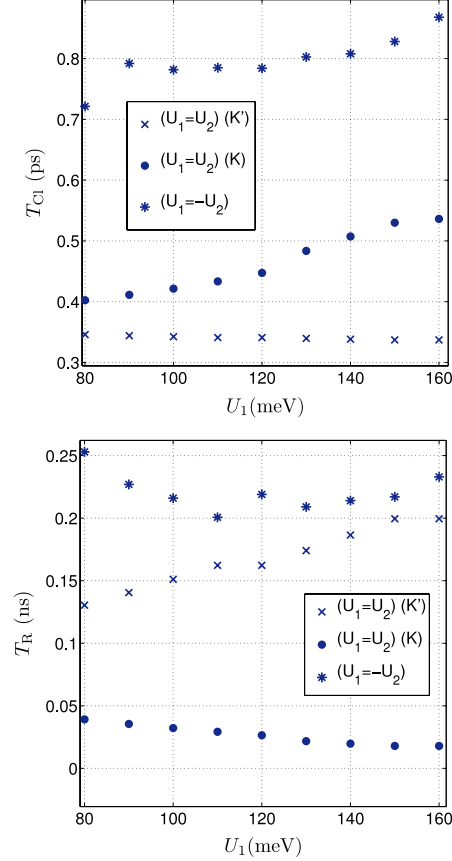 0.8
0.7
0.6
0.5
0.4
0.3
T_Cl (ps)
× (U_1=U_2) (K')
● (U_1=U_2) (K)
* (U_1=−U_2)
80 100 120 140 160
U_1(meV)
0.25
0.2
0.15
0.1
0.05
0
T_R (ns)
× (U_1=U_2) (K')
● (U_1=U_2) (K)
* (U_1=−U_2)
80 100 120 140 160
U_1(meV)